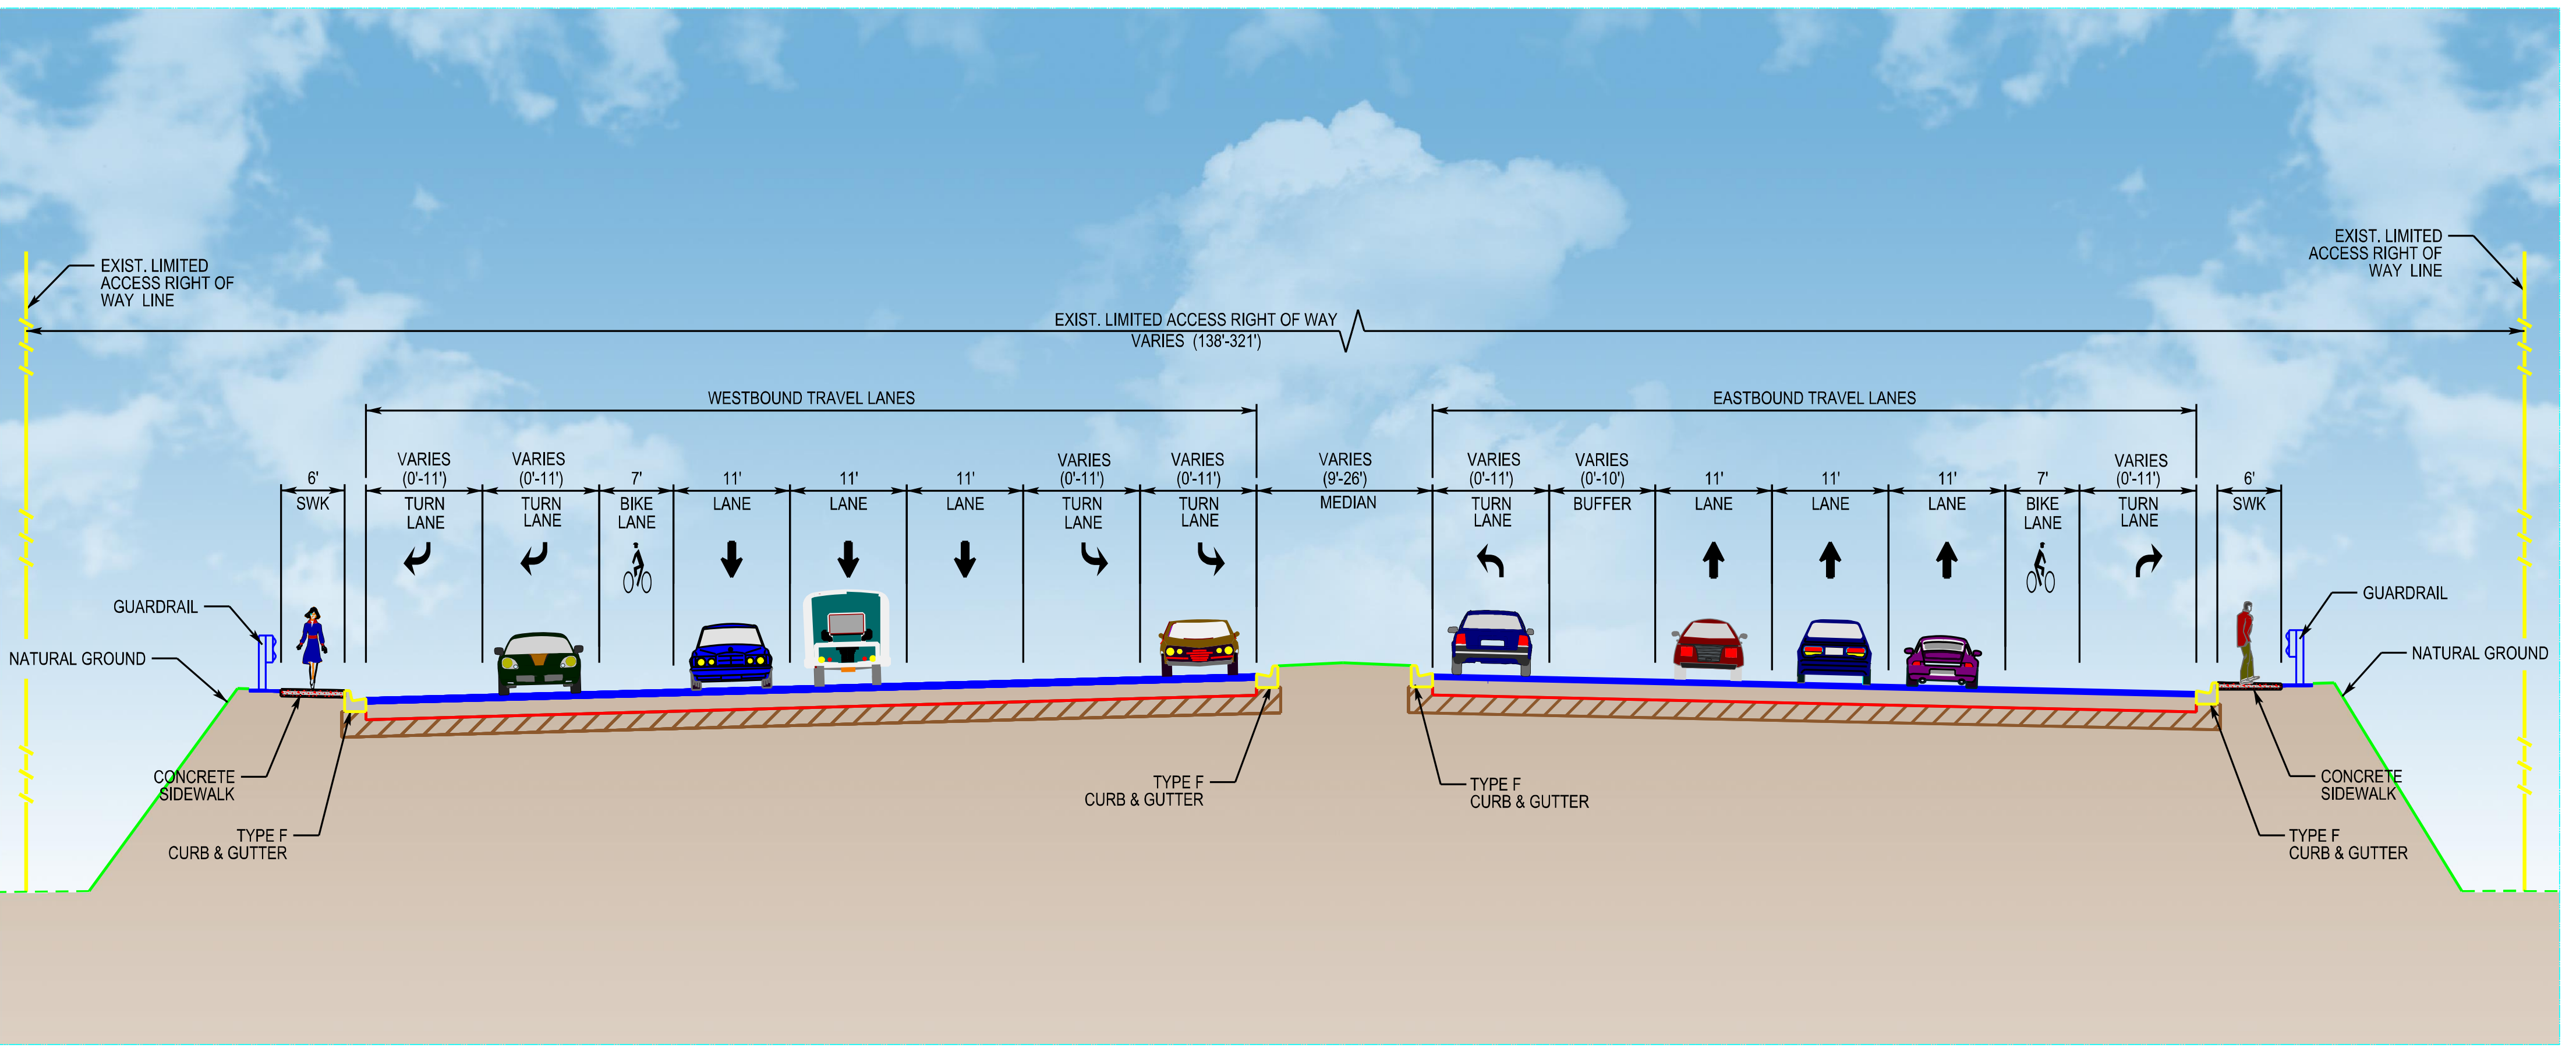 EXIST. LIMITED
ACCESS RIGHT OF
WAY LINE
EXIST. LIMITED
ACCESS RIGHT OF
WAY LINE
EXIST. LIMITED ACCESS RIGHT OF WAY
VARIES (138'-321')
WESTBOUND TRAVEL LANES
EASTBOUND TRAVEL LANES
6'
SWK
VARIES
(0'-11')
TURN
LANE
VARIES
(0'-11')
TURN
LANE
7'
BIKE
LANE
11'
LANE
11'
LANE
11'
LANE
VARIES
(0'-11')
TURN
LANE
VARIES
(0'-11')
TURN
LANE
VARIES
(9'-26')
MEDIAN
VARIES
(0'-11')
TURN
LANE
VARIES
(0'-10')
BUFFER
11'
LANE
11'
LANE
11'
LANE
7'
BIKE
LANE
VARIES
(0'-11')
TURN
LANE
6'
SWK
GUARDRAIL
NATURAL GROUND
GUARDRAIL
NATURAL GROUND
CONCRETE
SIDEWALK
TYPE F
CURB & GUTTER
TYPE F
CURB & GUTTER
TYPE F
CURB & GUTTER
CONCRETE
SIDEWALK
TYPE F
CURB & GUTTER